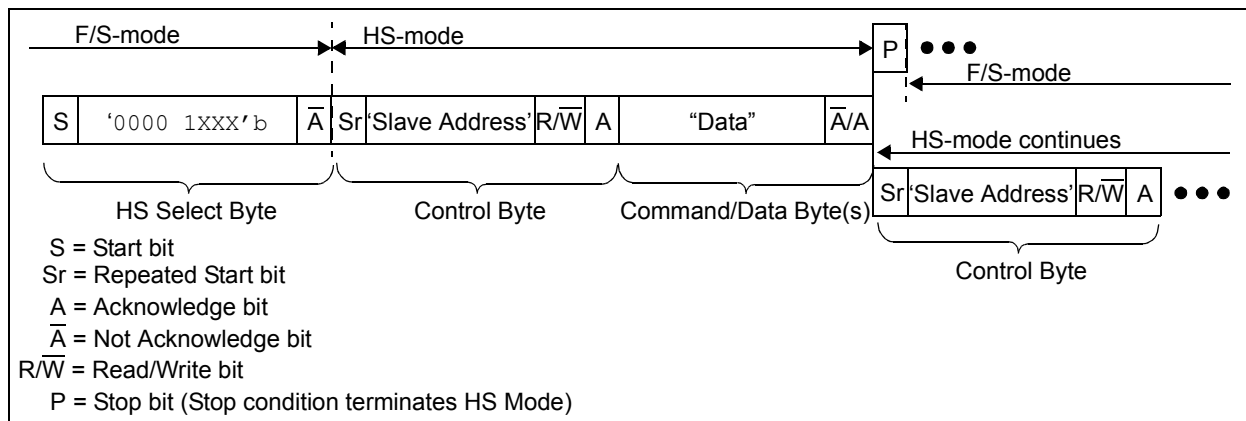 F/S-mode HS-mode
P •••
F/S-mode
S ‘0000 1XXX’b A̅ Sr ‘Slave Address’ R/W̅ A “Data” A̅/A
HS-mode continues
Sr ‘Slave Address’ R/W̅ A •••
HS Select Byte Control Byte Command/Data Byte(s)
Control Byte
S = Start bit
Sr = Repeated Start bit
A = Acknowledge bit
A̅ = Not Acknowledge bit
R/W̅ = Read/Write bit
P = Stop bit (Stop condition terminates HS Mode)